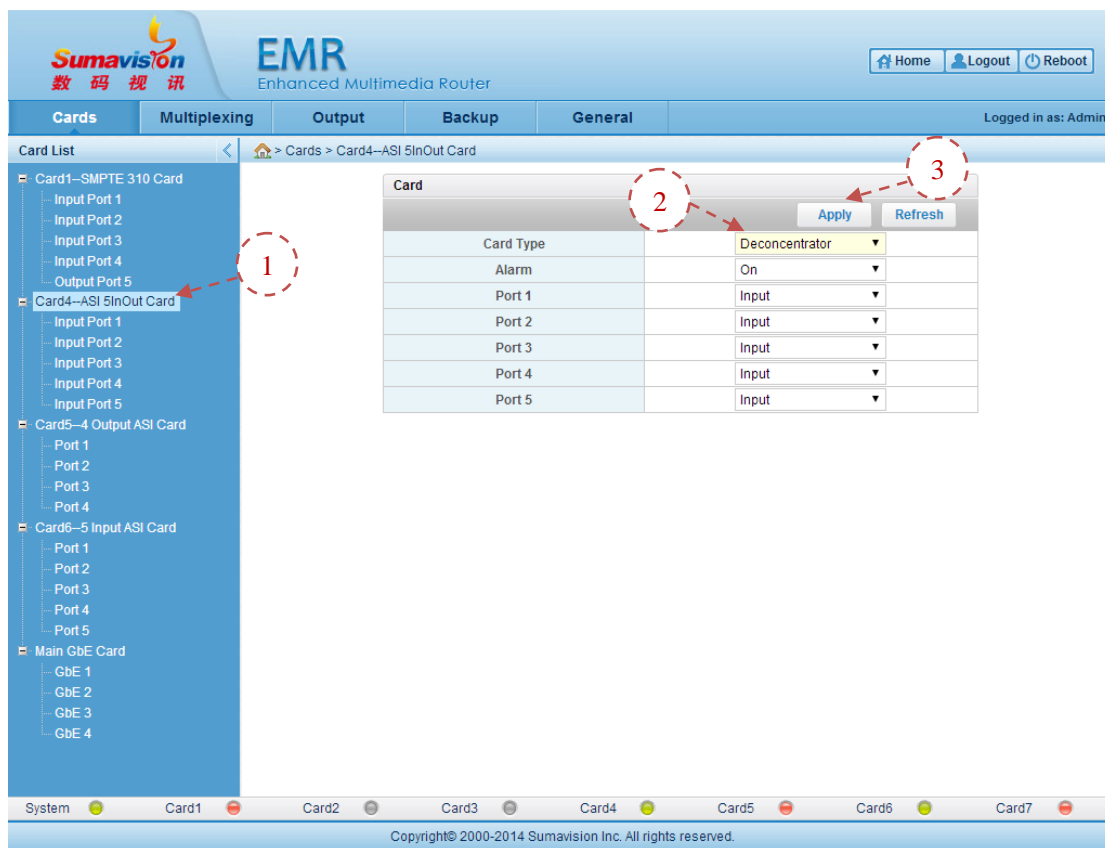 Sumavision
数 码 视 讯
EMR
Enhanced Multimedia Router
Home Logout Reboot
Cards Multiplexing Output Backup General Logged in as: Admin
Card List
> Cards > Card4--ASI 5InOut Card
Card1--SMPTE 310 Card
Input Port 1
Input Port 2
Input Port 3
Input Port 4
Output Port 5
Card4--ASI 5InOut Card
Input Port 1
Input Port 2
Input Port 3
Input Port 4
Input Port 5
Card5--4 Output ASI Card
Port 1
Port 2
Port 3
Port 4
Card6--5 Input ASI Card
Port 1
Port 2
Port 3
Port 4
Port 5
Main GbE Card
GbE 1
GbE 2
GbE 3
GbE 4
1
2
3
Card
Apply Refresh
Card Type Deconcentrator
Alarm On
Port 1 Input
Port 2 Input
Port 3 Input
Port 4 Input
Port 5 Input
System Card1 Card2 Card3 Card4 Card5 Card6 Card7
Copyright© 2000-2014 Sumavision Inc. All rights reserved.